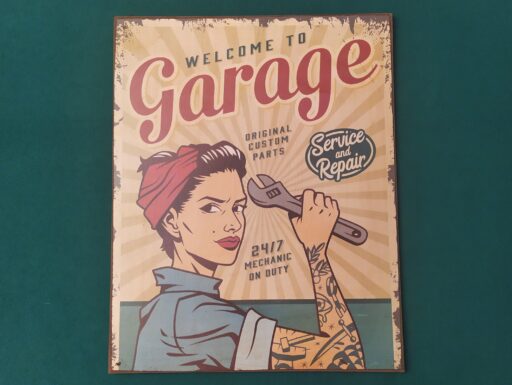 WELCOME TO
Garage
ORIGINAL
CUSTOM
PARTS
Service
and
Repair
24/7
MECHANIC
ON DUTY